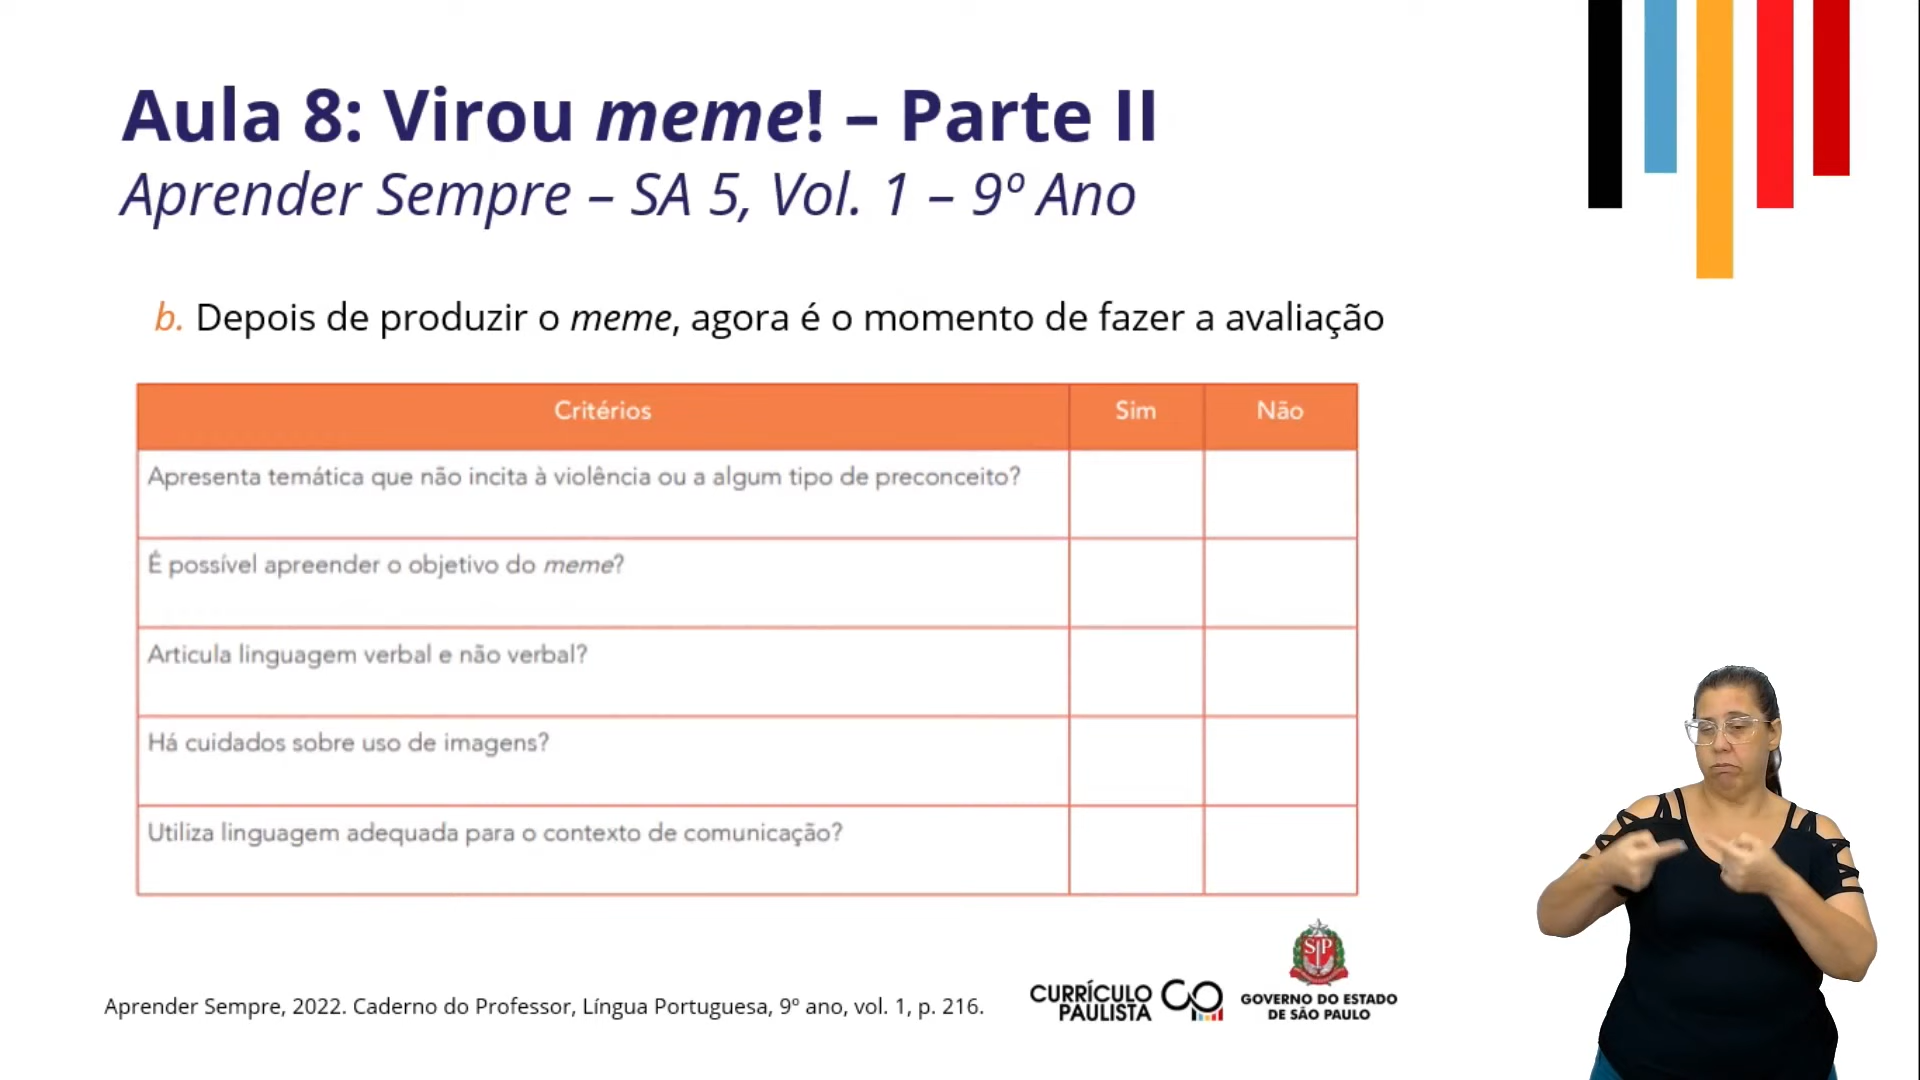 Aula 8: Virou meme! – Parte II
Aprender Sempre – SA 5, Vol. 1 – 9º Ano
b. Depois de produzir o meme, agora é o momento de fazer a avaliação
Critérios Sim Não
Apresenta temática que não incita à violência ou a algum tipo de preconceito?
É possível apreender o objetivo do meme?
Articula linguagem verbal e não verbal?
Há cuidados sobre uso de imagens?
Utiliza linguagem adequada para o contexto de comunicação?
Aprender Sempre, 2022. Caderno do Professor, Língua Portuguesa, 9º ano, vol. 1, p. 216.
CURRÍCULO
PAULISTA
SP
GOVERNO DO ESTADO
DE SÃO PAULO